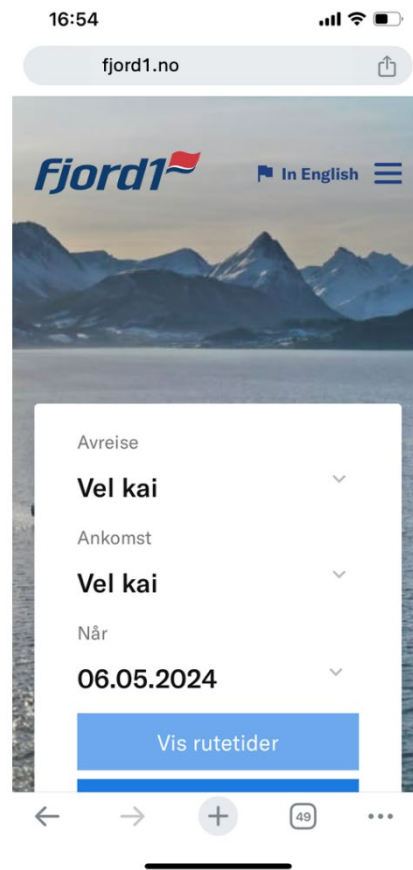 16:54
fjord1.no
Fjord1
In English
Avreise
Vel kai
Ankomst
Vel kai
Når
06.05.2024
Vis rutetider
49